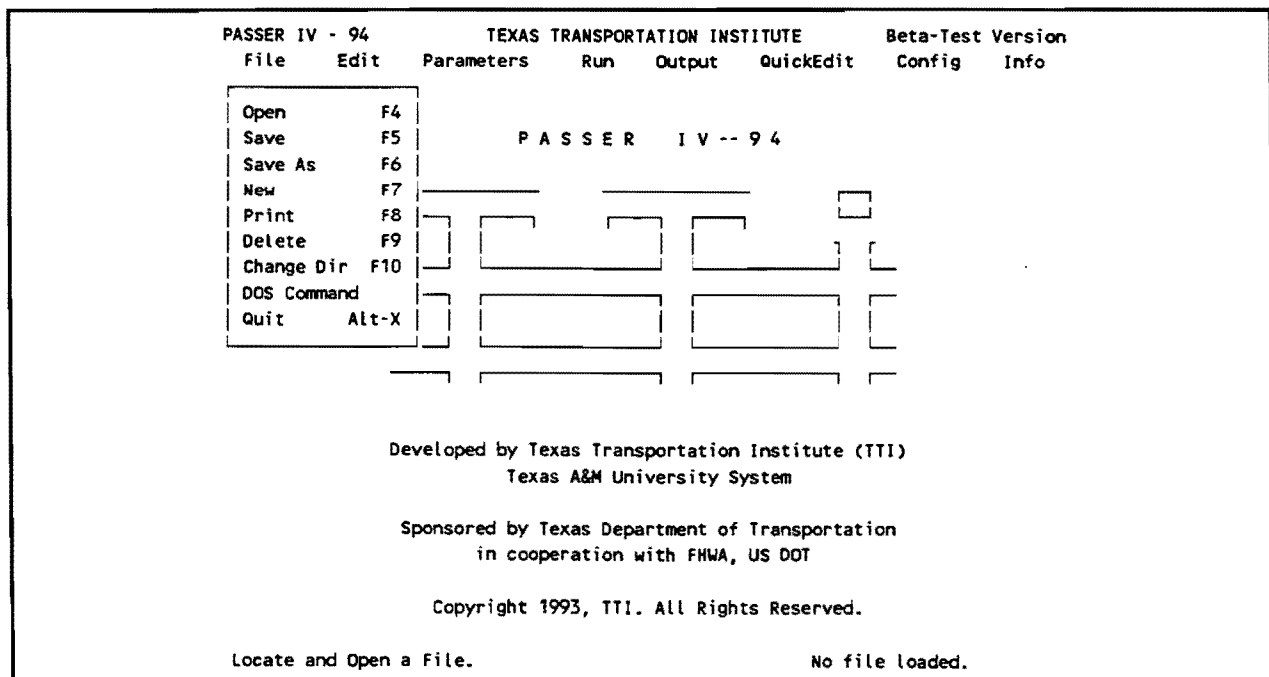 PASSER IV - 94 TEXAS TRANSPORTATION INSTITUTE Beta-Test Version
File Edit Parameters Run Output QuickEdit Config Info
Open F4
Save F5
P A S S E R I V -- 9 4
Save As F6
New F7
Print F8
Delete F9
Change Dir F10
DOS Command
Quit Alt-X
Developed by Texas Transportation Institute (TTI)
Texas A&M University System
Sponsored by Texas Department of Transportation
in cooperation with FHWA, US DOT
Copyright 1993, TTI. All Rights Reserved.
Locate and Open a File. No file loaded.